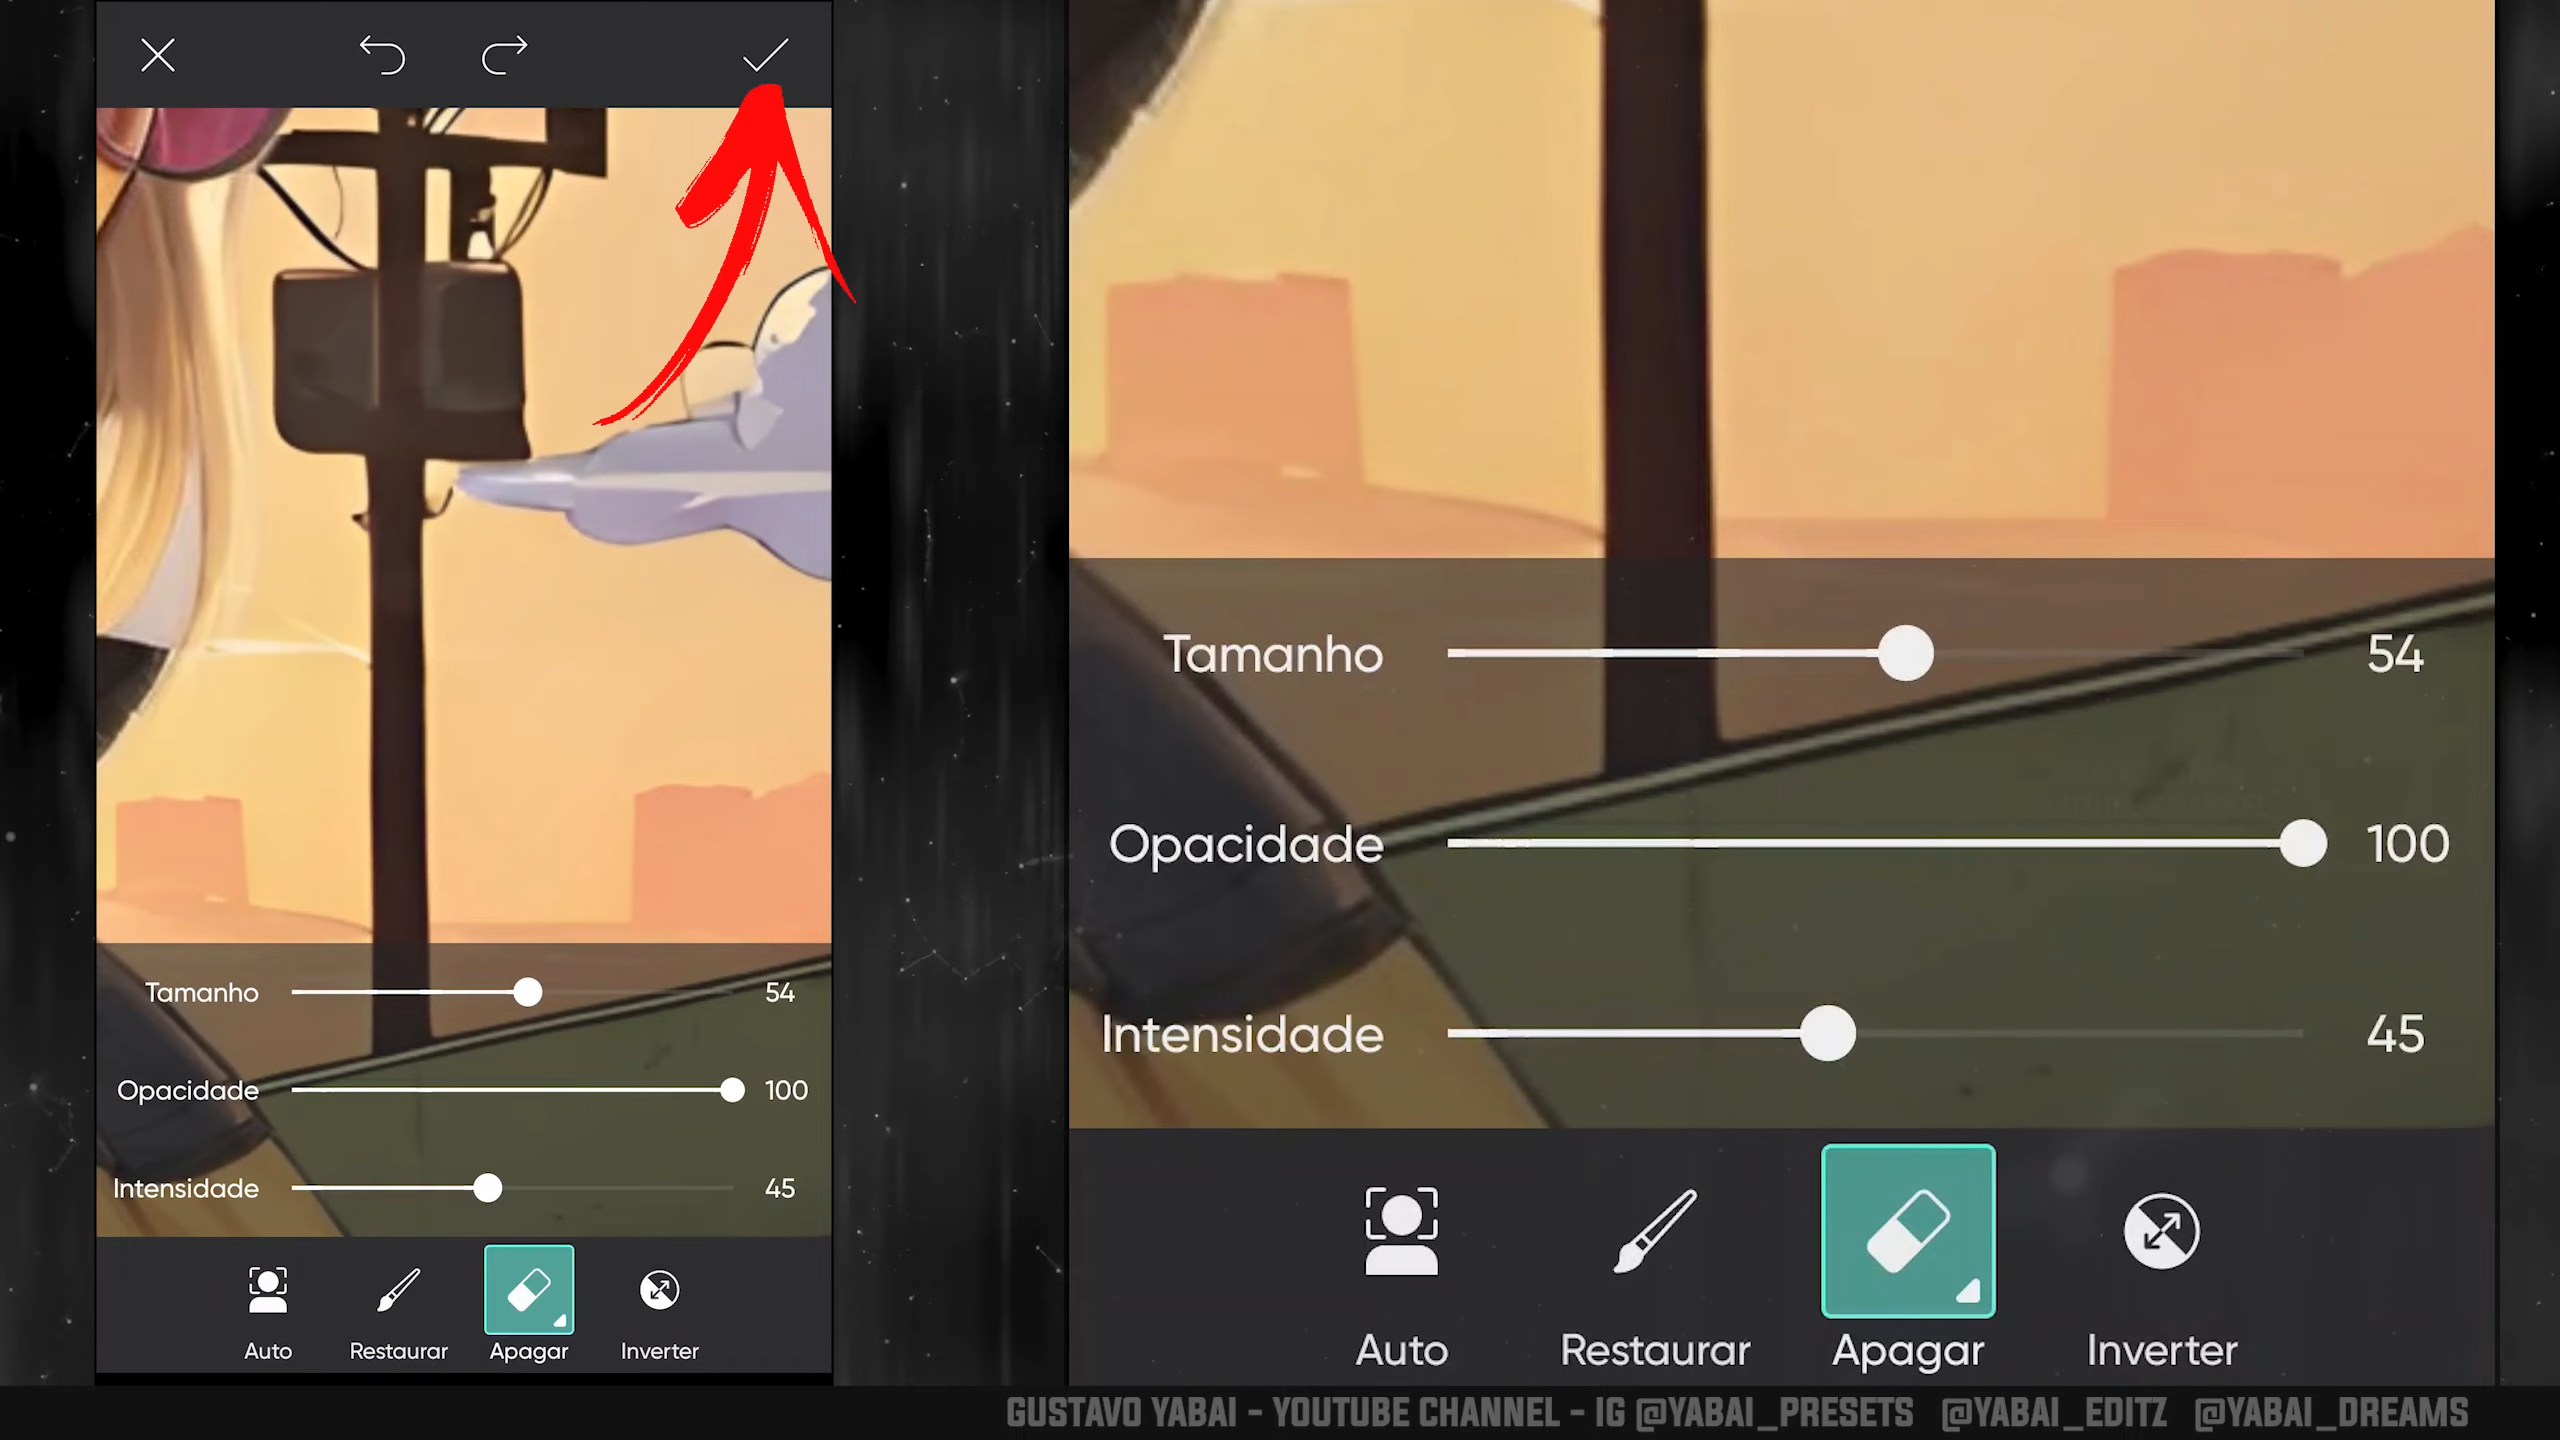 Tamanho 54
Opacidade 100
Intensidade 45
Auto Restaurar Apagar Inverter
Tamanho 54
Opacidade 100
Intensidade 45
Auto Restaurar Apagar Inverter
GUSTAVO YABAI - YOUTUBE CHANNEL - IG @YABAI_PRESETS @YABAI_EDITZ @YABAI_DREAMS